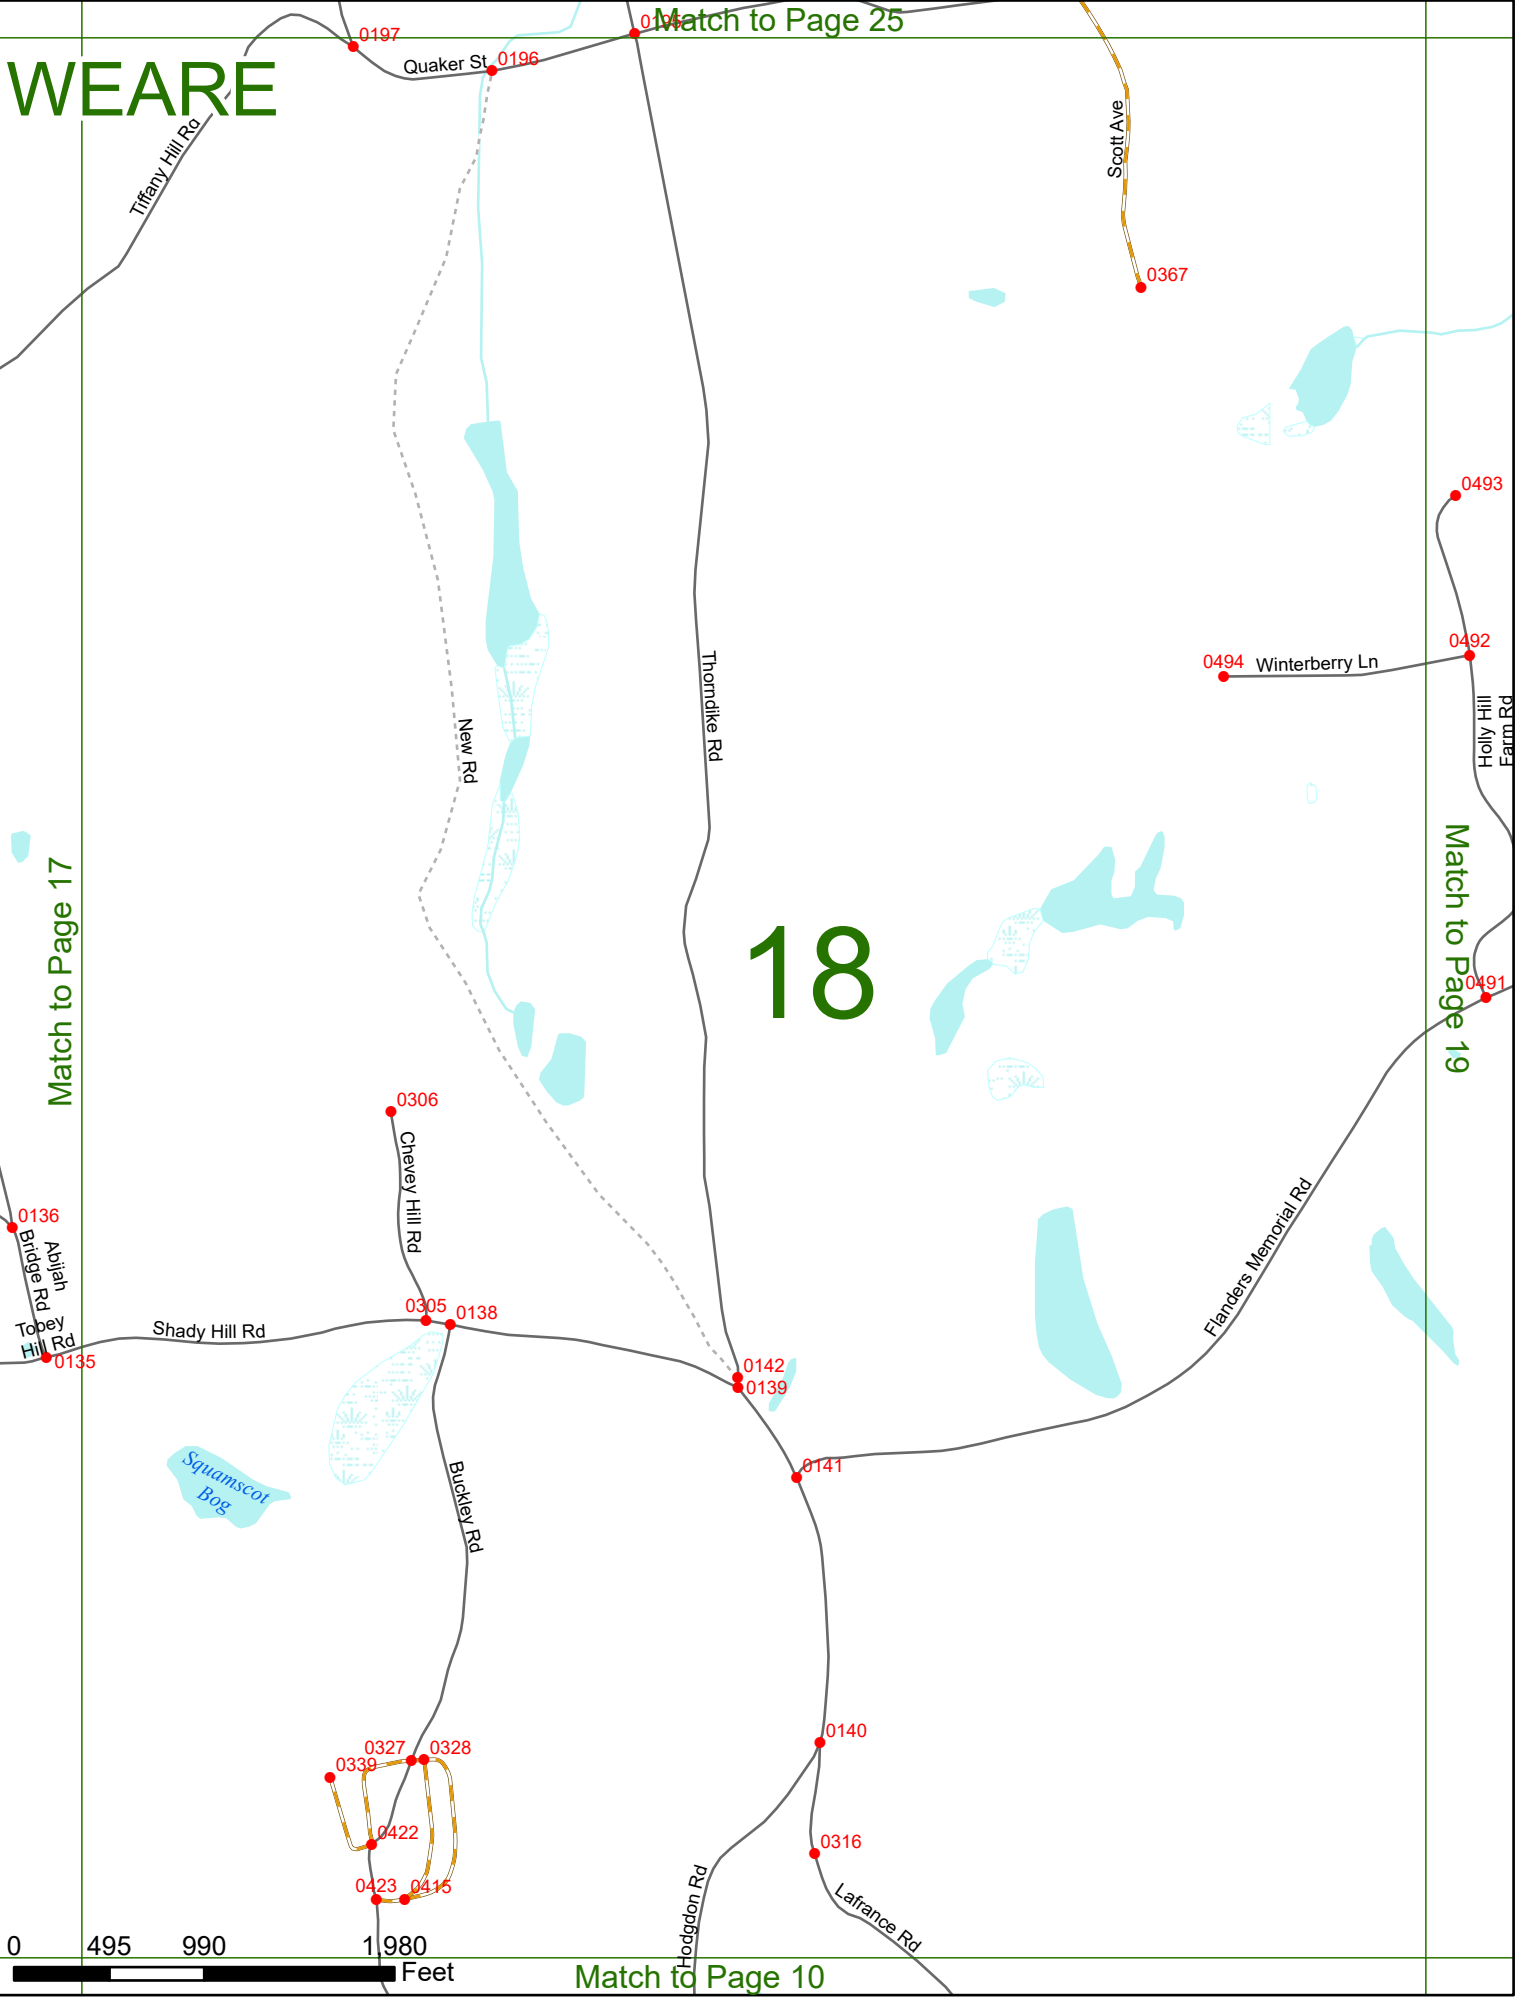 Match to Page 25
0195
0197
0196
Quaker St
WEARE
Tiffany Hill Rd
Scott Ave
0367
0493
0492
0494
Winterberry Ln
Holly Hill
Farm Rd
Thorndike Rd
New Rd
Match to Page 17
18
Match to Page 19
0491
0306
Chevey Hill Rd
0136
Abijah
Bridge Rd
Flanders Memorial Rd
0305
0138
Tobey
Hill Rd
0135
Shady Hill Rd
0142
0139
0141
Squamscot
Bog
Buckley Rd
0140
0327
0328
0339
0422
0316
0423
0415
Hodgdon Rd
Lafrance Rd
0 495 990 1,980
Feet
Match to Page 10